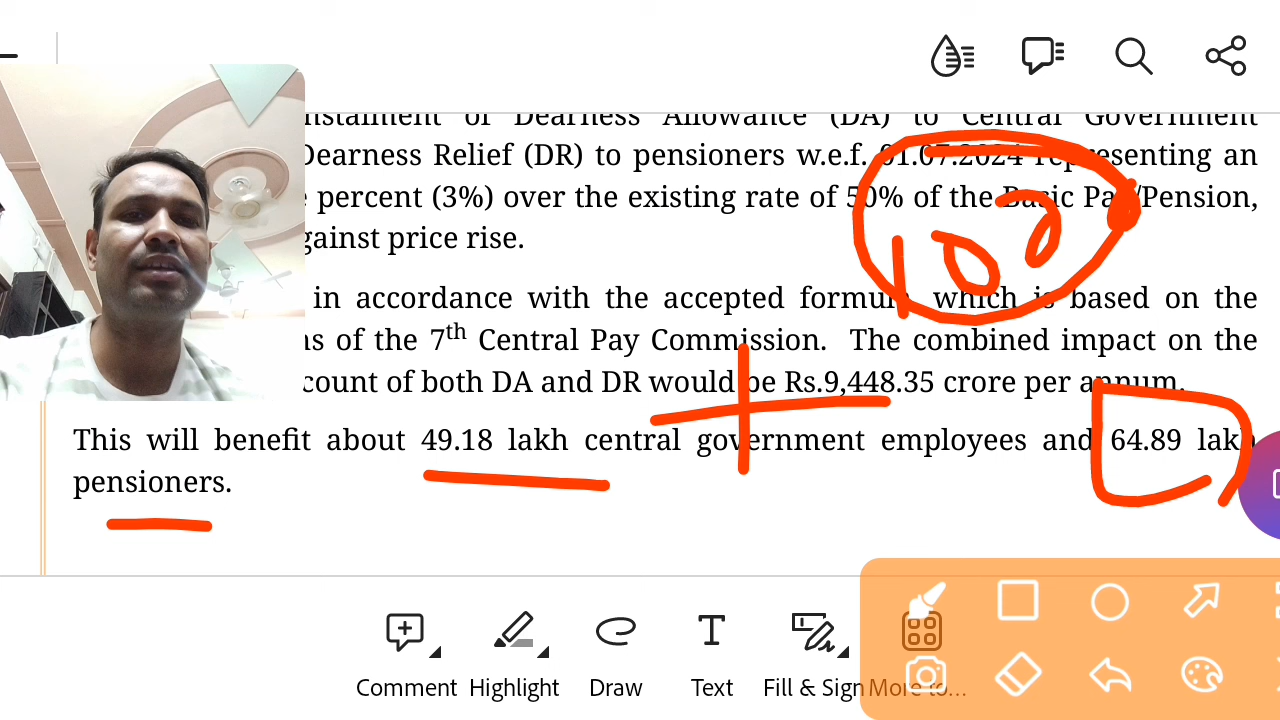 nstalment of Dearness Allowance (DA) to Central Government
Dearness Relief (DR) to pensioners w.e.f. 01.07.2024 representing an
percent (3%) over the existing rate of 50% of the Basic Pay/Pension,
gainst price rise.
100
in accordance with the accepted formula, which is based on the
ns of the 7th Central Pay Commission. The combined impact on the
count of both DA and DR would be Rs.9,448.35 crore per annum.
This will benefit about 49.18 lakh central government employees and 64.89 lakh
pensioners.
Comment Highlight Draw Text Fill & Sign More to...